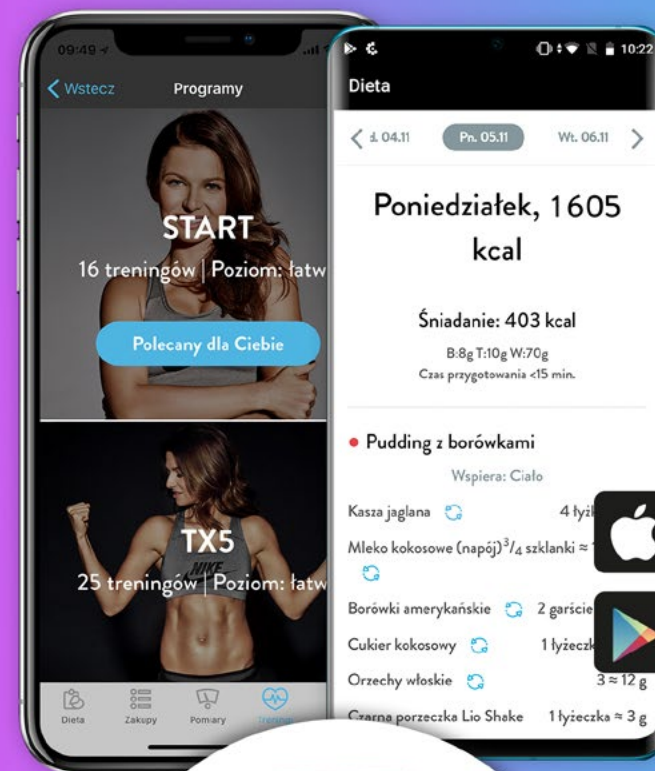 09:49
Wstecz
Programy
START
16 treningów | Poziom: łatw
Polecany dla Ciebie
TX5
NIKE
25 treningów | Poziom: łatw
Dieta
Zakupy
Pomiary
10:22
Dieta
04.11
Pn. 05.11
Wt. 06.11
Poniedziałek, 1605
kcal
Śniadanie: 403 kcal
B:8g T:10g W:70g
Czas przygotowania <15 min.
Pudding z borówkami
Wspiera: Ciało
Kasza jaglana 4
Mleko kokosowe (napój) 3/4 szklanki ≈
Borówki amerykańskie 2 garście
Cukier kokosowy 1
Orzechy włoskie 3 ≈ 12 g
Czarna porzeczka Lio Shake 1 łyżeczka ≈ 3 g